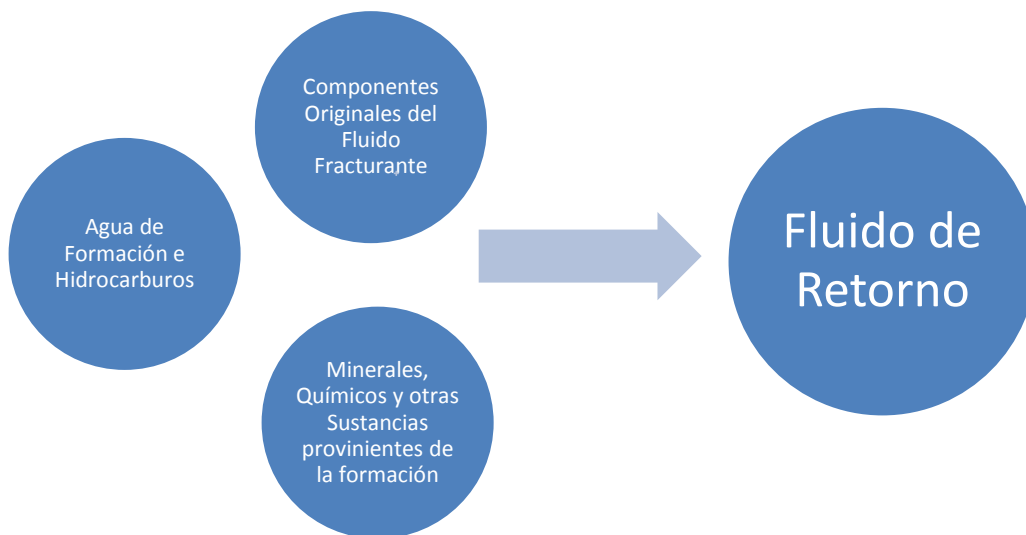 Componentes
Originales del
Fluido
Fracturante
Agua de
Formación e
Hidrocarburos
Minerales,
Químicos y otras
Sustancias
provinientes de
la formación
Fluido de
Retorno